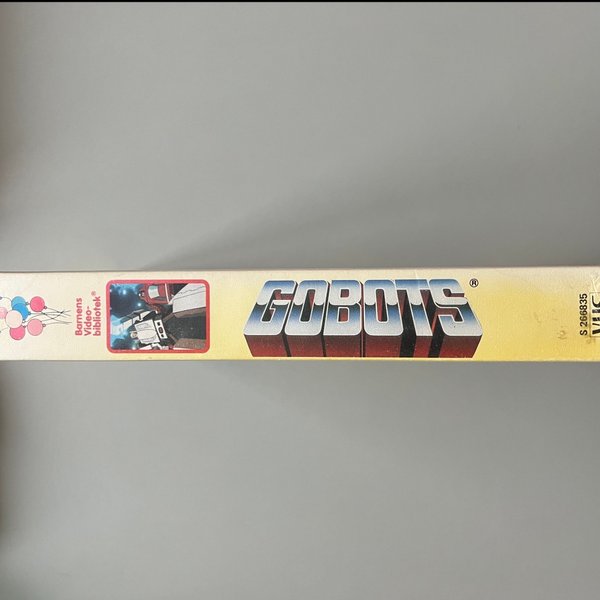 Barnens
Video-
bibliotek®
GOBOTS®
S 266835
VHS